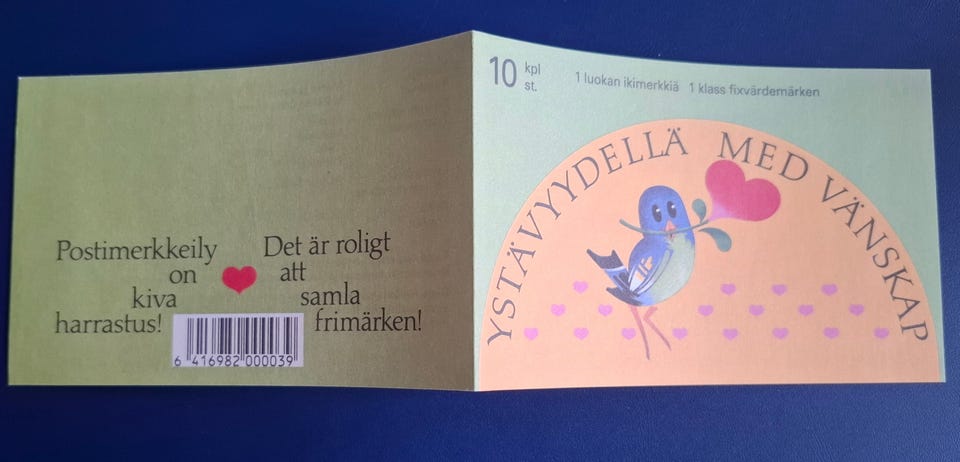 Postimerkkeily
on
kiva
harrastus!
Det är roligt
att
samla
frimärken!
6 416982 000039
10 kpl
st.
1 luokan ikimerkkiä 1 klass fixvärdemärken
YSTÄVYYDELLÄ MED VÄNSKAP